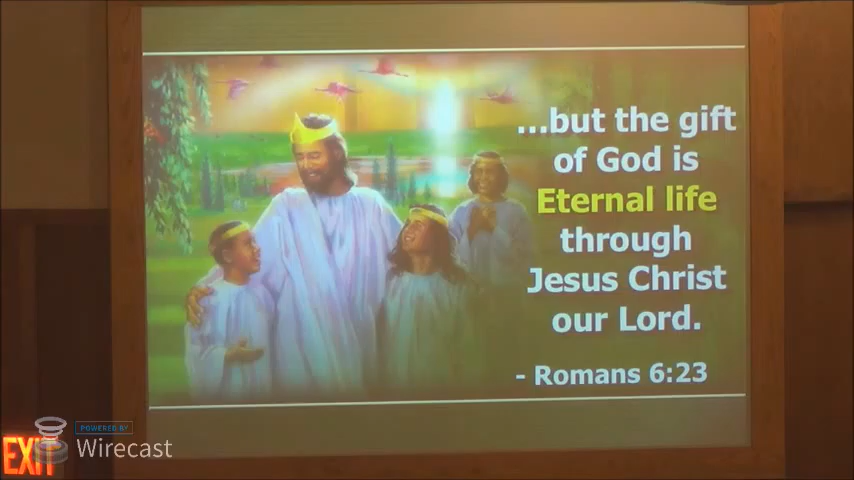 ...but the gift
of God is
Eternal life
through
Jesus Christ
our Lord.
- Romans 6:23
EXIT
POWERED BY
Wirecast